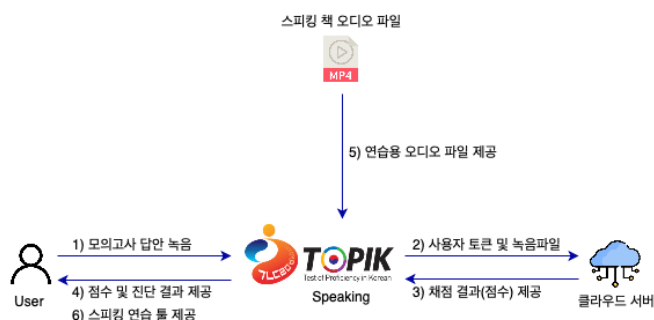 스피킹 책 오디오 파일
MP4
5) 연습용 오디오 파일 제공
1) 모의고사 답안 녹음
2) 사용자 토큰 및 녹음파일
TOPIK
Test of Proficiency in Korean
Speaking
4) 점수 및 진단 결과 제공
3) 채점 결과(점수) 제공
User
6) 스피킹 연습 툴 제공
클라우드 서버